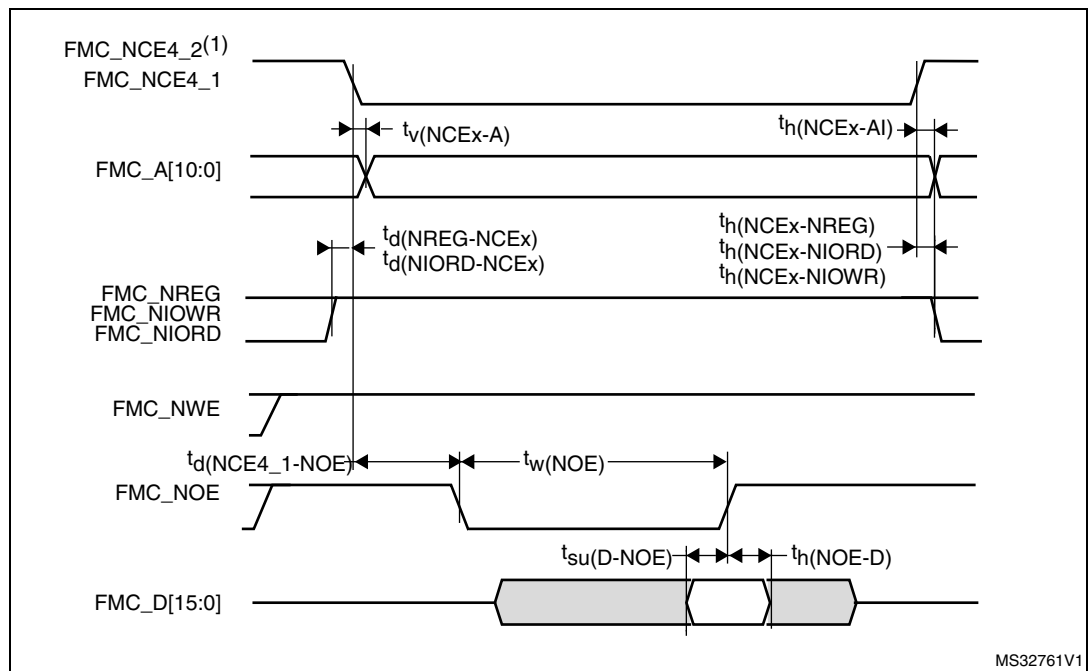 FMC_NCE4_2(1)
FMC_NCE4_1
tv(NCEx-A)
th(NCEx-AI)
FMC_A[10:0]
td(NREG-NCEx)
td(NIORD-NCEx)
th(NCEx-NREG)
th(NCEx-NIORD)
th(NCEx-NIOWR)
FMC_NREG
FMC_NIOWR
FMC_NIORD
FMC_NWE
td(NCE4_1-NOE)
tw(NOE)
FMC_NOE
tsu(D-NOE)
th(NOE-D)
FMC_D[15:0]
MS32761V1